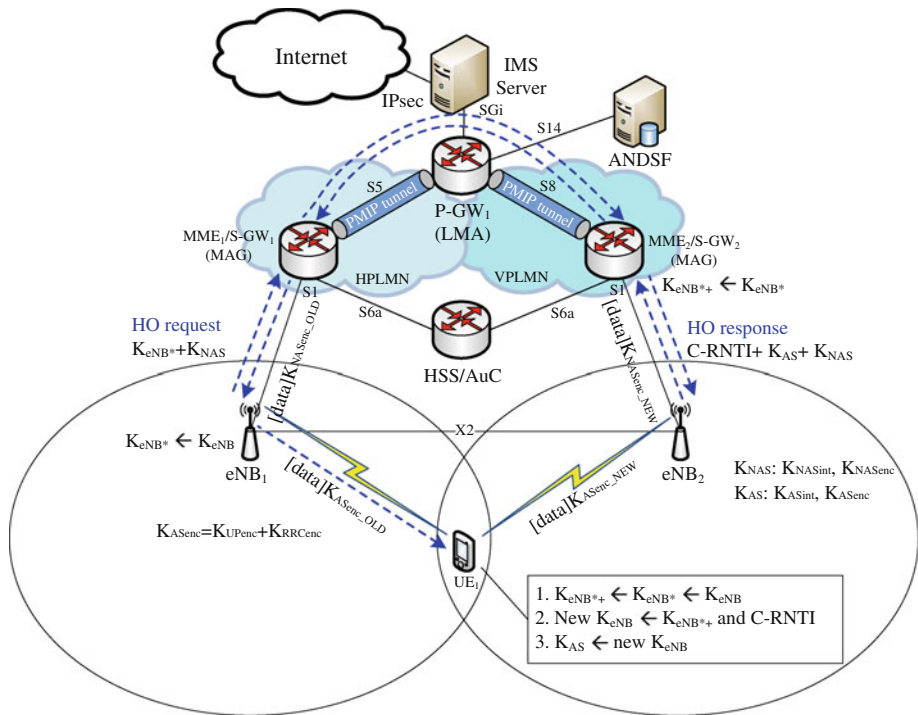 Internet
IMS
Server
IPsec
SGi
S14
ANDSF
S5
S8
PMIP tunnel
PMIP tunnel
P-GW1
(LMA)
MME1/S-GW1
(MAG)
MME2/S-GW2
(MAG)
HPLMN
VPLMN
S1
S1
S6a
S6a
KeNB*+ ← KeNB*
HO request
KeNB*+KNAS
HO response
C-RNTI+ KAS+ KNAS
HSS/AuC
[data]KNASenc_OLD
[data]KNASenc_NEW
KeNB* ← KeNB
eNB1
X2
eNB2
[data]KASenc_OLD
[data]KASenc_NEW
KNAS: KNASint, KNASenc
KAS: KASint, KASenc
KASenc=KUPenc+KRRCenc
UE1
1. KeNB*+ ← KeNB* ← KeNB
2. New KeNB ← KeNB*+ and C-RNTI
3. KAS ← new KeNB